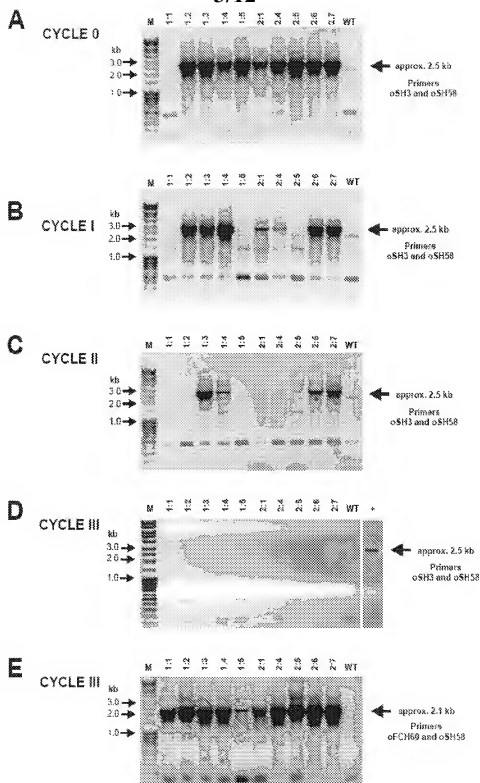 A
CYCLE 0
M 1:1 1:2 1:3 1:4 1:5 2:1 2:4 2:5 2:6 2:7 WT
kb
3.0
2.0
1.0
approx. 2.5 kb
Primers
oSH3 and oSH58
B
CYCLE I
M 1:1 1:2 1:3 1:4 1:5 2:1 2:4 2:5 2:6 2:7 WT
kb
3.0
2.0
1.0
approx. 2.5 kb
Primers
oSH3 and oSH58
C
CYCLE II
M 1:1 1:2 1:3 1:4 1:5 2:1 2:4 2:5 2:6 2:7 WT
kb
3.0
2.0
1.0
approx. 2.5 kb
Primers
oSH3 and oSH58
D
CYCLE III
M 1:1 1:2 1:3 1:4 1:5 2:1 2:4 2:5 2:6 2:7 WT +
kb
3.0
2.0
1.0
approx. 2.5 kb
Primers
oSH3 and oSH58
E
CYCLE III
M 1:1 1:2 1:3 1:4 1:5 2:1 2:4 2:5 2:6 2:7 WT
kb
3.0
2.0
1.0
approx. 2.3 kb
Primers
oFCH60 and oSH58